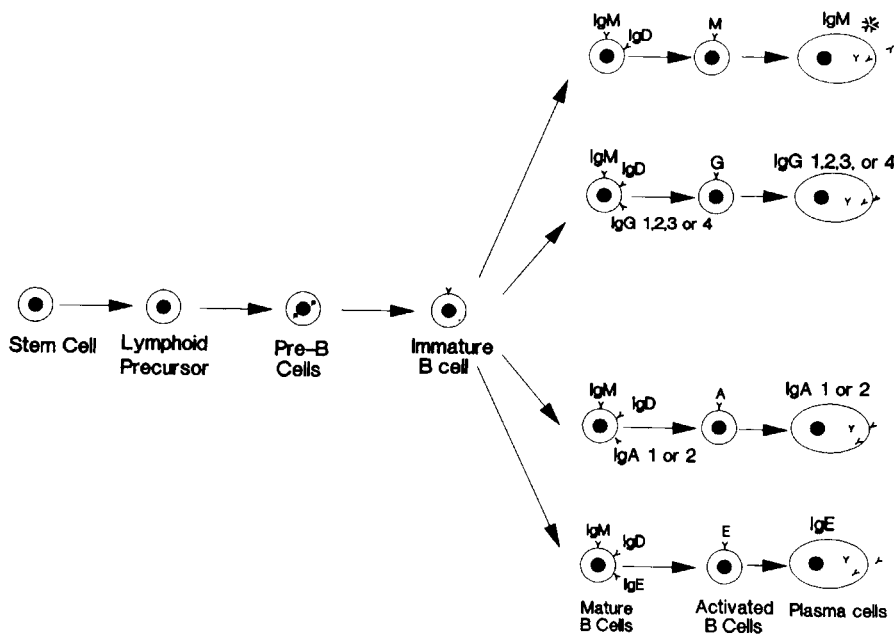 IgM
IgD
M
IgM
IgM
IgD
IgG 1,2,3 or 4
G
IgG 1,2,3, or 4
Stem Cell
Lymphoid
Precursor
Pre-B
Cells
Immature
B cell
IgM
IgD
IgA 1 or 2
A
IgA 1 or 2
IgM
IgD
IgE
E
IgE
Mature
B Cells
Activated
B Cells
Plasma cells